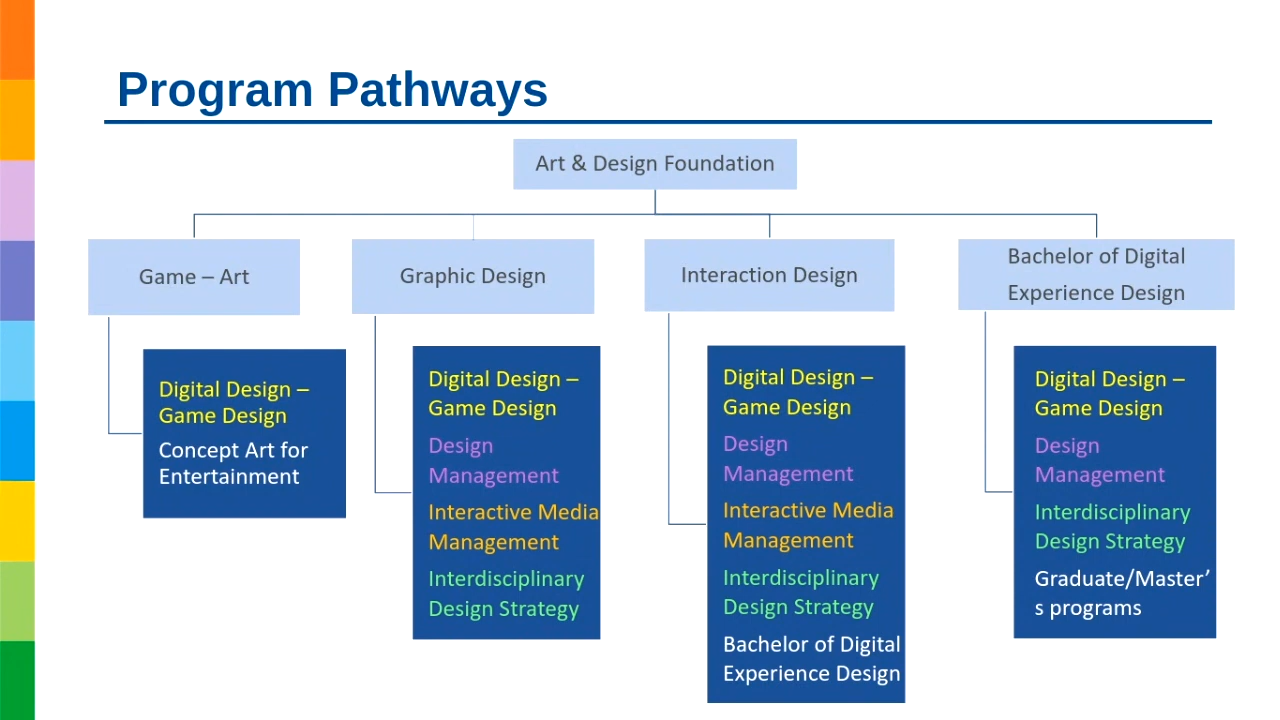 Program Pathways
Art & Design Foundation
Game – Art
Graphic Design
Interaction Design
Bachelor of Digital
Experience Design
Digital Design –
Game Design
Concept Art for
Entertainment
Digital Design –
Game Design
Design
Management
Interactive Media
Management
Interdisciplinary
Design Strategy
Digital Design –
Game Design
Design
Management
Interactive Media
Management
Interdisciplinary
Design Strategy
Bachelor of Digital
Experience Design
Digital Design –
Game Design
Design
Management
Interdisciplinary
Design Strategy
Graduate/Master’
s programs